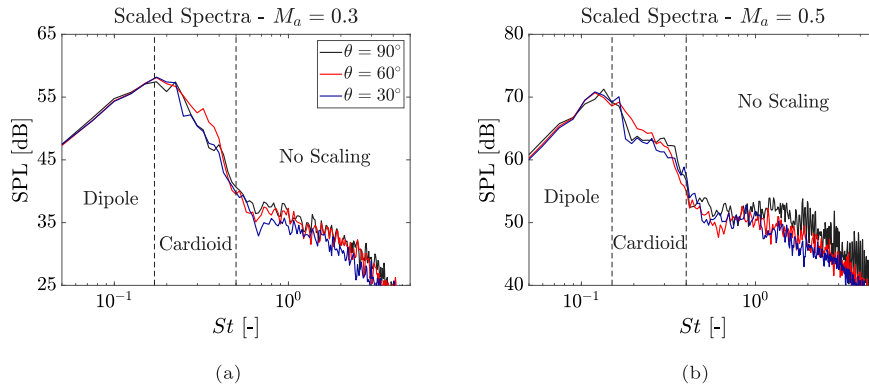 Scaled Spectra - $M_a = 0.3$
65
55
45
35
25
SPL [dB]
θ = 90°
θ = 60°
θ = 30°
No Scaling
Dipole
Cardioid
10⁻¹
10⁰
St [-]
(a)
Scaled Spectra - $M_a = 0.5$
80
70
60
50
40
SPL [dB]
No Scaling
Dipole
Cardioid
10⁻¹
10⁰
St [-]
(b)